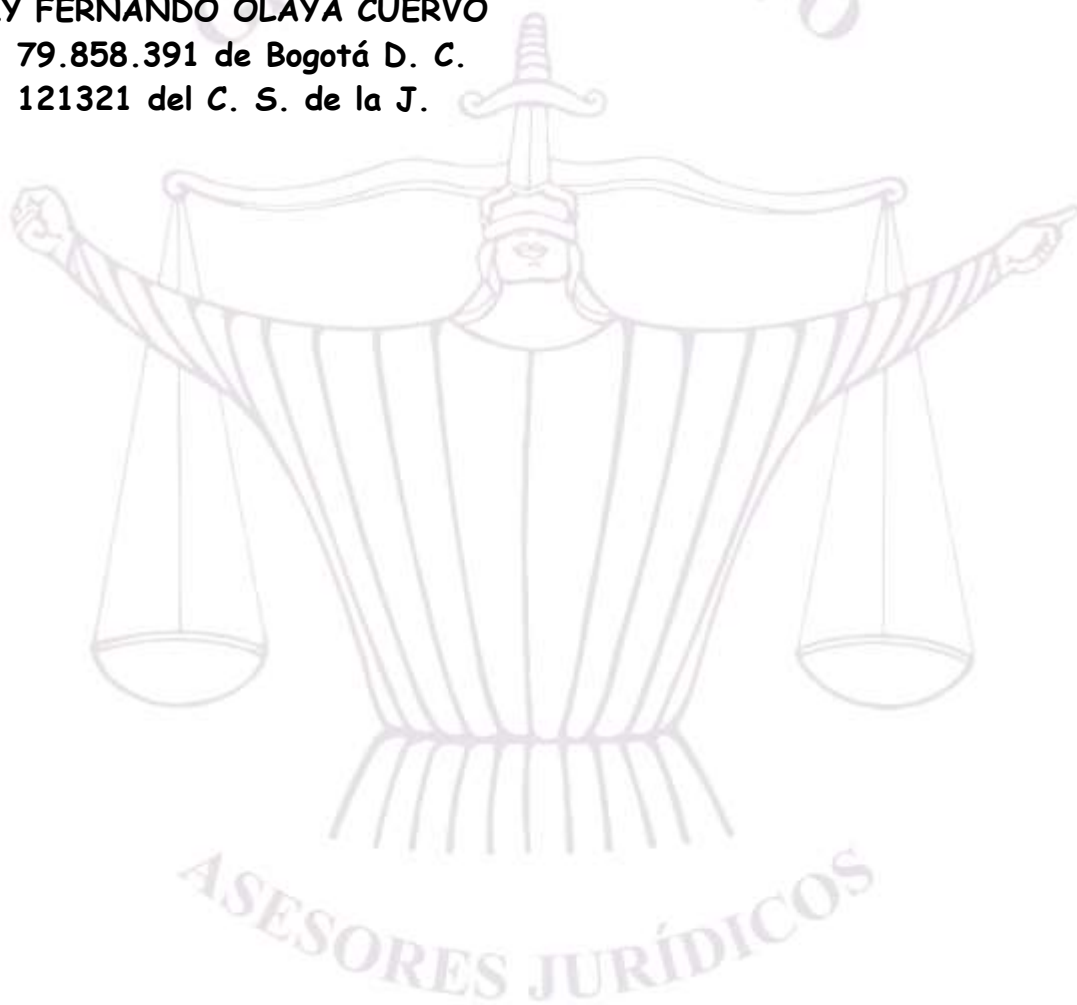 Y FERNANDO OLAYA CUERVO
79.858.391 de Bogotá D. C.
121321 del C. S. de la J.
ASESORES JURÍDICOS